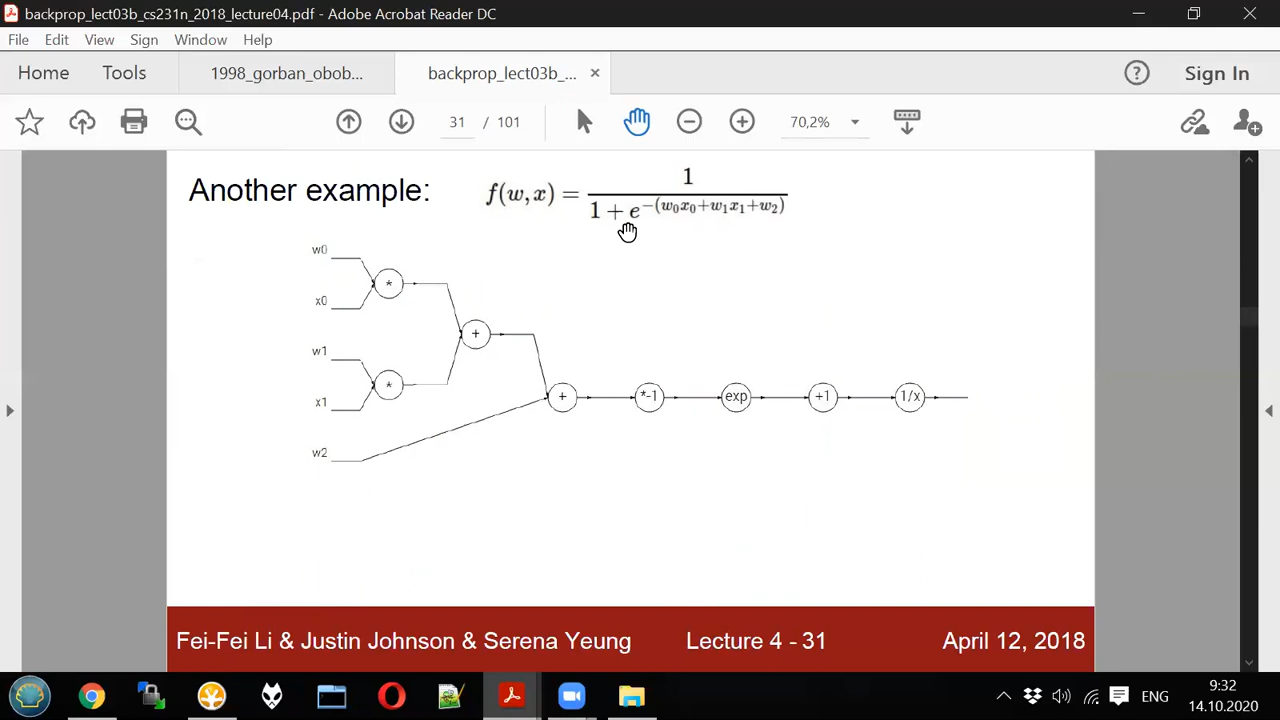 backprop_lect03b_cs231n_2018_lecture04.pdf - Adobe Acrobat Reader DC
File Edit View Sign Window Help
Home Tools 1998_gorban_obob... backprop_lect03b_... × Sign In
31 / 101 70,2%
Another example: f(w, x) = 1 / (1 + e^−(w₀x₀+w₁x₁+w₂))
w0
*
x0
+
w1
*
x1
+ *-1 exp +1 1/x
w2
Fei-Fei Li & Justin Johnson & Serena Yeung Lecture 4 - 31 April 12, 2018
ENG 9:32
14.10.2020